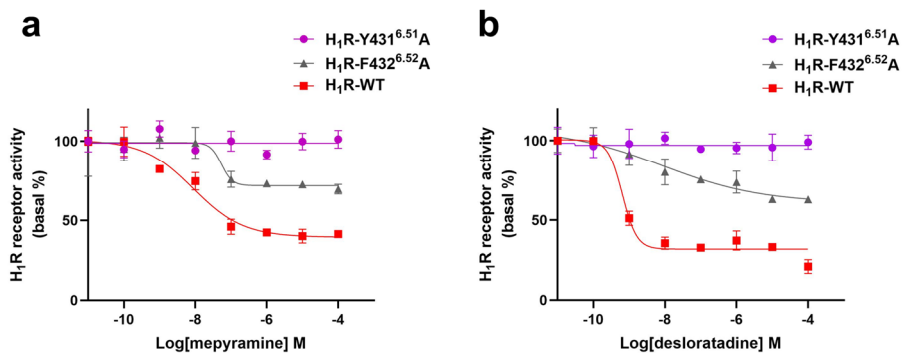 a
H₁R-Y431⁶·⁵¹A
H₁R-F432⁶·⁵²A
H₁R-WT
H₁R receptor activity
(basal %)
100
50
0
-10
-8
-6
-4
Log[mepyramine] M
b
H₁R-Y431⁶·⁵¹A
H₁R-F432⁶·⁵²A
H₁R-WT
H₁R receptor activity
(basal %)
100
50
0
-10
-8
-6
-4
Log[desloratadine] M